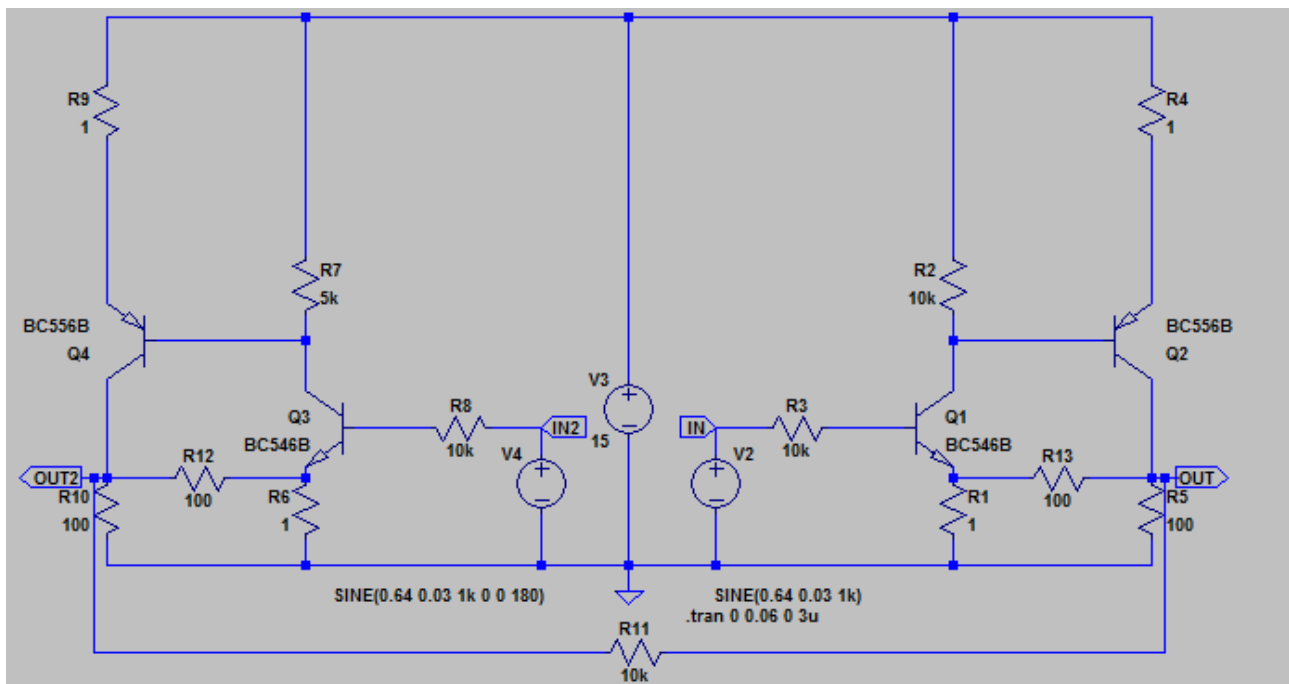 R9
1
R4
1
R7
5k
R2
10k
BC556B
Q4
BC556B
Q2
V3
15
Q3
BC546B
R8
10k
IN2
V4
IN
V2
R3
10k
Q1
BC546B
OUT2
R12
100
R10
100
R6
1
R1
1
R13
100
OUT
R5
100
SINE(0.64 0.03 1k 0 0 180)
SINE(0.64 0.03 1k)
.tran 0 0.06 0 3u
R11
10k